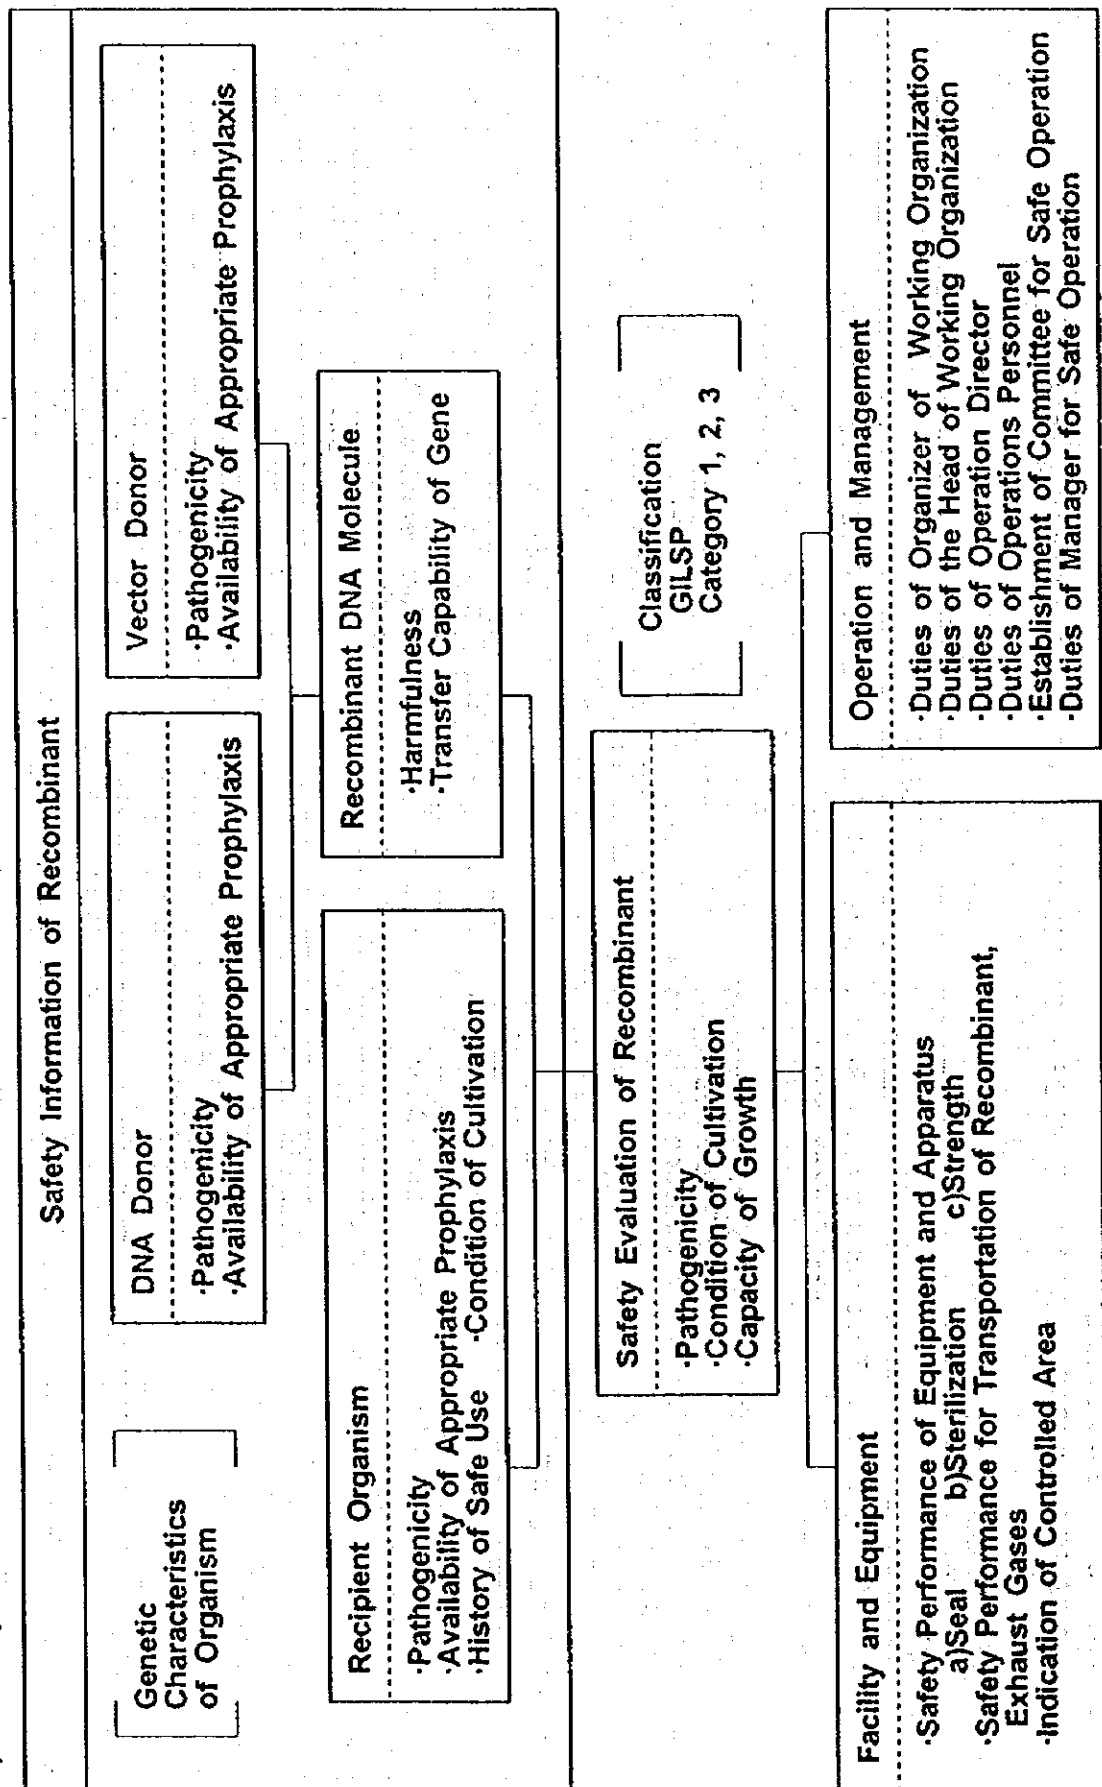 Safety Information of Recombinant
Genetic
Characteristics
of Organism
DNA Donor
·Pathogenicity
·Availability of Appropriate Prophylaxis
Vector Donor
·Pathogenicity
·Availability of Appropriate Prophylaxis
Recipient Organism
·Pathogenicity
·Availability of Appropriate Prophylaxis
·History of Safe Use ·Condition of Cultivation
Recombinant DNA Molecule
·Harmfulness
·Transfer Capability of Gene
Safety Evaluation of Recombinant
·Pathogenicity
·Condition of Cultivation
·Capacity of Growth
Classification
GILSP
Category 1, 2, 3
Facility and Equipment
·Safety Performance of Equipment and Apparatus
a)Seal b)Sterilization c)Strength
·Safety Performance for Transportation of Recombinant,
Exhaust Gases
·Indication of Controlled Area
Operation and Management
·Duties of Organizer of Working Organization
·Duties of the Head of Working Organization
·Duties of Operation Director
·Duties of Operations Personnel
·Establishment of Committee for Safe Operation
·Duties of Manager for Safe Operation